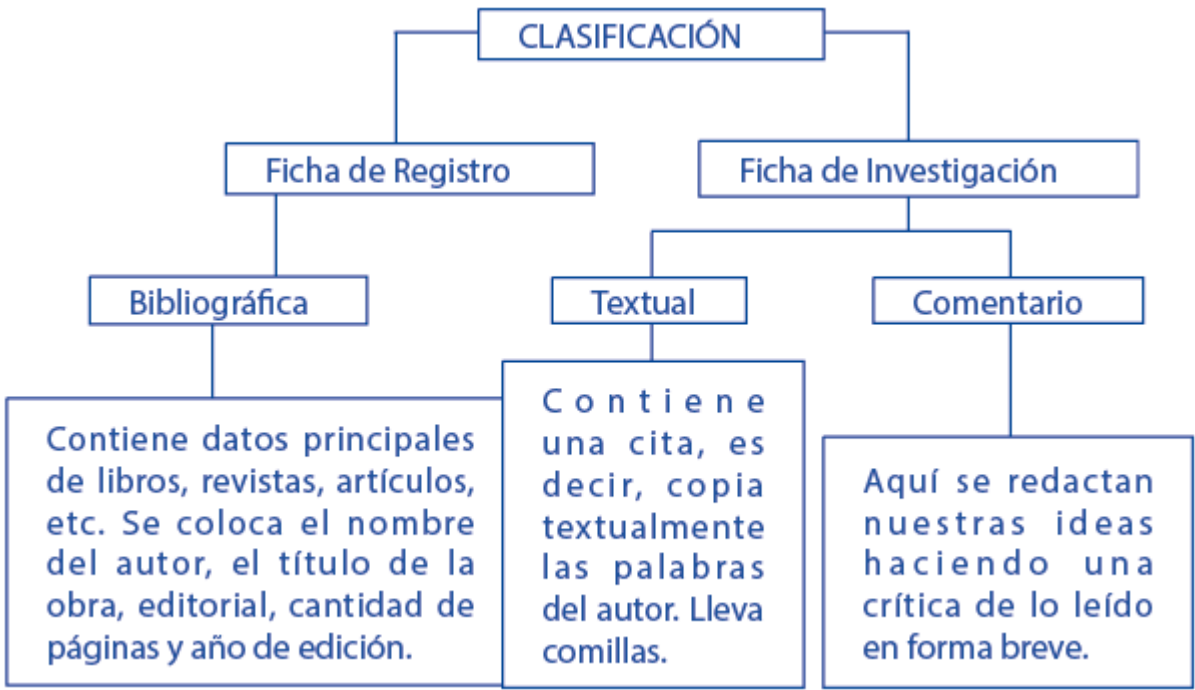 CLASIFICACIÓN
Ficha de Registro
Ficha de Investigación
Bibliográfica
Textual
Comentario
Contiene datos principales
de libros, revistas, artículos,
etc. Se coloca el nombre
del autor, el título de la
obra, editorial, cantidad de
páginas y año de edición.
Contiene
una cita, es
decir, copia
textualmente
las palabras
del autor. Lleva
comillas.
Aquí se redactan
nuestras ideas
haciendo una
crítica de lo leído
en forma breve.